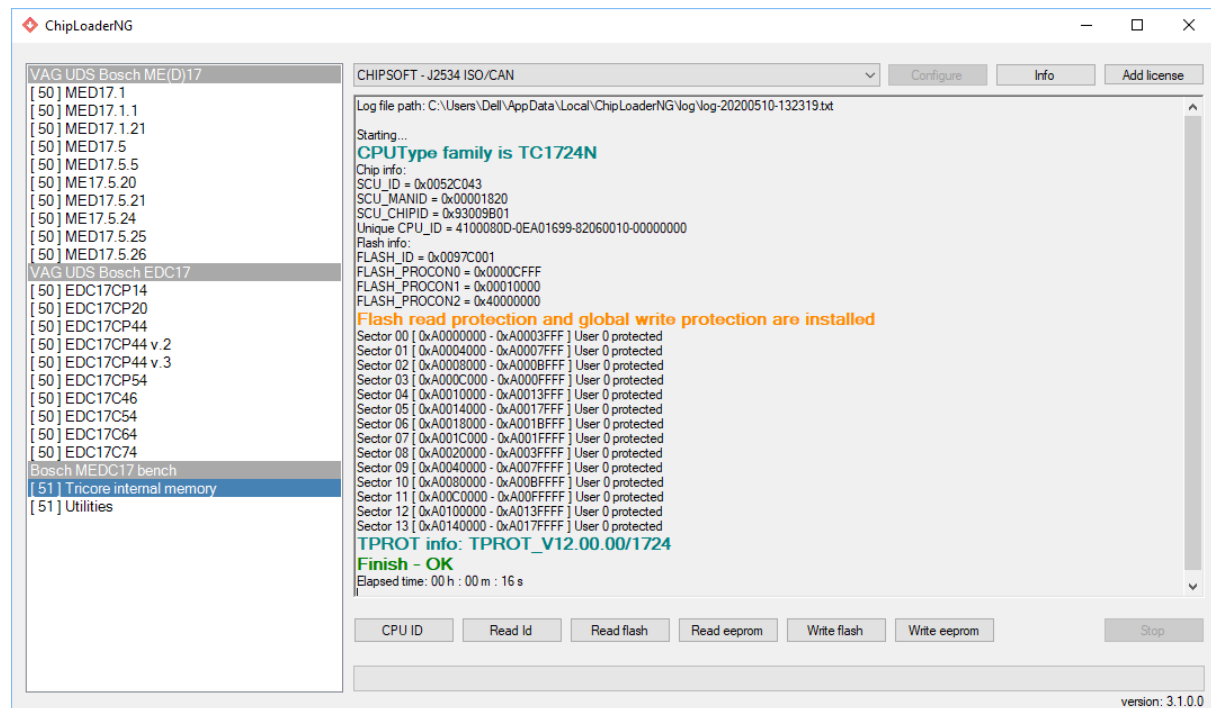 ChipLoaderNG
VAG UDS Bosch ME(D)17
[ 50 ] MED17.1
[ 50 ] MED17.1.1
[ 50 ] MED17.1.21
[ 50 ] MED17.5
[ 50 ] MED17.5.5
[ 50 ] ME17.5.20
[ 50 ] MED17.5.21
[ 50 ] ME17.5.24
[ 50 ] MED17.5.25
[ 50 ] MED17.5.26
VAG UDS Bosch EDC17
[ 50 ] EDC17CP14
[ 50 ] EDC17CP20
[ 50 ] EDC17CP44
[ 50 ] EDC17CP44 v.2
[ 50 ] EDC17CP44 v.3
[ 50 ] EDC17CP54
[ 50 ] EDC17C46
[ 50 ] EDC17C54
[ 50 ] EDC17C64
[ 50 ] EDC17C74
Bosch MEDC17 bench
[ 51 ] Tricore internal memory
[ 51 ] Utilities
CHIPSOFT - J2534 ISO/CAN
Configure
Info
Add license
Log file path: C:\Users\Dell\AppData\Local\ChipLoaderNG\log\log-20200510-132319.txt
Starting...
CPUType family is TC1724N
Chip info:
SCU_ID = 0x0052C043
SCU_MANID = 0x00001820
SCU_CHIPID = 0x93009B01
Unique CPU_ID = 4100080D-0EA01699-82060010-00000000
Flash info:
FLASH_ID = 0x0097C001
FLASH_PROCON0 = 0x0000CFFF
FLASH_PROCON1 = 0x00010000
FLASH_PROCON2 = 0x40000000
Flash read protection and global write protection are installed
Sector 00 [ 0xA0000000 - 0xA0003FFF ] User 0 protected
Sector 01 [ 0xA0004000 - 0xA0007FFF ] User 0 protected
Sector 02 [ 0xA0008000 - 0xA000BFFF ] User 0 protected
Sector 03 [ 0xA000C000 - 0xA000FFFF ] User 0 protected
Sector 04 [ 0xA0010000 - 0xA0013FFF ] User 0 protected
Sector 05 [ 0xA0014000 - 0xA0017FFF ] User 0 protected
Sector 06 [ 0xA0018000 - 0xA001BFFF ] User 0 protected
Sector 07 [ 0xA001C000 - 0xA001FFFF ] User 0 protected
Sector 08 [ 0xA0020000 - 0xA003FFFF ] User 0 protected
Sector 09 [ 0xA0040000 - 0xA007FFFF ] User 0 protected
Sector 10 [ 0xA0080000 - 0xA00BFFFF ] User 0 protected
Sector 11 [ 0xA00C0000 - 0xA00FFFFF ] User 0 protected
Sector 12 [ 0xA0100000 - 0xA013FFFF ] User 0 protected
Sector 13 [ 0xA0140000 - 0xA017FFFF ] User 0 protected
TPROT info: TPROT_V12.00.00/1724
Finish - OK
Elapsed time: 00 h : 00 m : 16 s
CPU ID
Read Id
Read flash
Read eeprom
Write flash
Write eeprom
Stop
version: 3.1.0.0